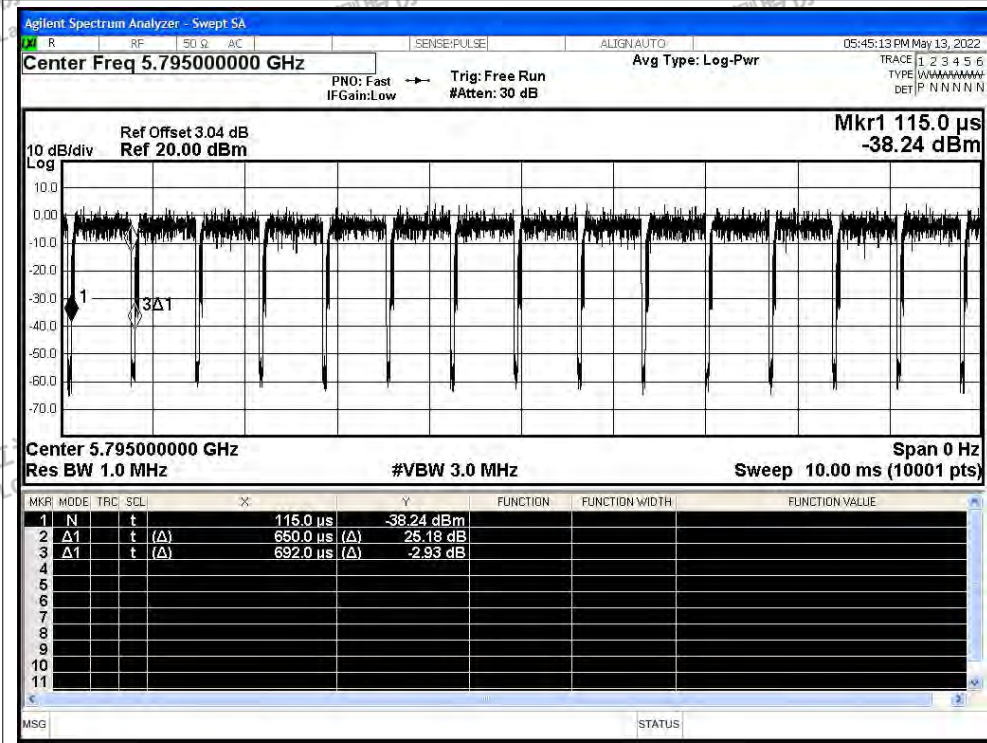 Agilent Spectrum Analyzer - Swept SA
R RF 50 Ω AC SENSE:PULSE ALIGN AUTO 05:45:13 PM May 13, 2022
Center Freq 5.795000000 GHz Avg Type: Log-Pwr TRACE 1 2 3 4 5 6
PNO: Fast Trig: Free Run TYPE
IFGain:Low #Atten: 30 dB DET P N N N N N
Mkr1 115.0 µs
Ref Offset 3.04 dB
10 dB/div Ref 20.00 dBm -38.24 dBm
Log
10.0
0.00
-10.0
-20.0
-30.0 1
3Δ1
-40.0
-50.0
-60.0
-70.0
Center 5.795000000 GHz Span 0 Hz
Res BW 1.0 MHz #VBW 3.0 MHz Sweep 10.00 ms (10001 pts)
MKR MODE TRC SCL X Y FUNCTION FUNCTION WIDTH FUNCTION VALUE
1 N t 115.0 µs -38.24 dBm
2 Δ1 t (Δ) 650.0 µs (Δ) 25.18 dB
3 Δ1 t (Δ) 692.0 µs (Δ) -2.93 dB
4
5
6
7
8
9
10
11
MSG STATUS